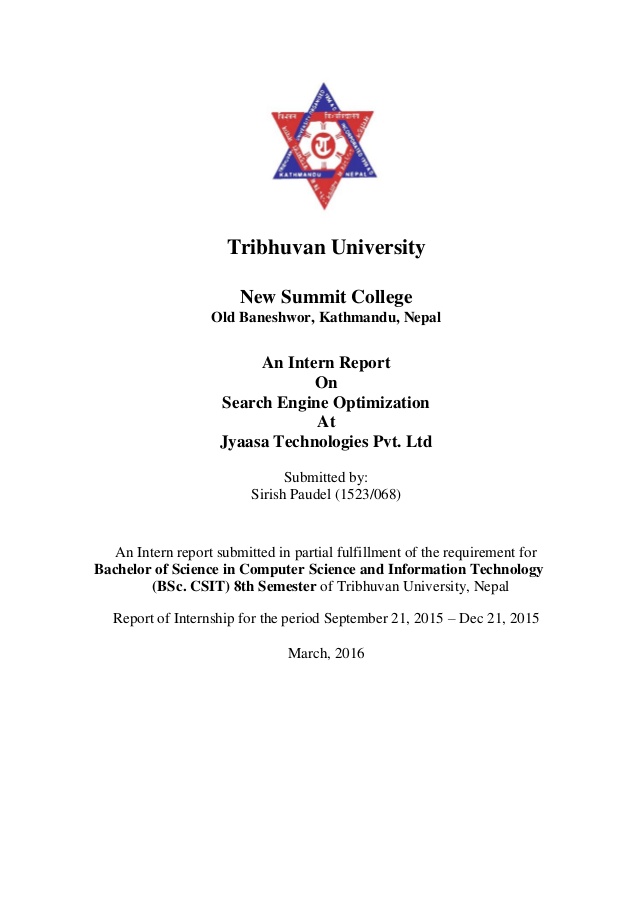 KATHMANDU NEPAL
Tribhuvan University
New Summit College
Old Baneshwor, Kathmandu, Nepal
An Intern Report
On
Search Engine Optimization
At
Jyaasa Technologies Pvt. Ltd
Submitted by:
Sirish Paudel (1523/068)
An Intern report submitted in partial fulfillment of the requirement for
Bachelor of Science in Computer Science and Information Technology
(BSc. CSIT) 8th Semester of Tribhuvan University, Nepal
Report of Internship for the period September 21, 2015 – Dec 21, 2015
March, 2016